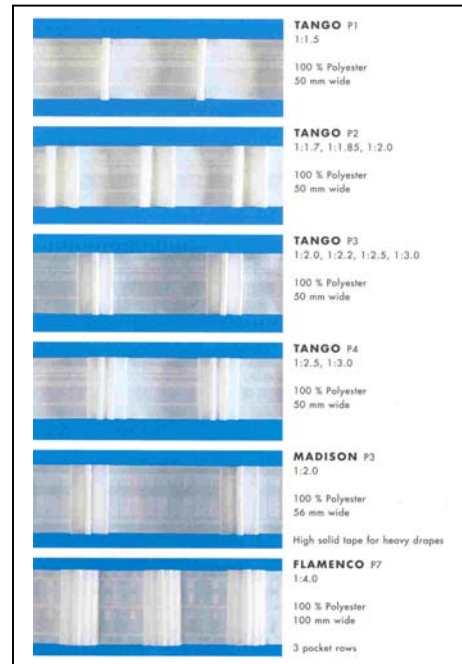 TANGO P1
1:1.5
100 % Polyester
50 mm wide
TANGO P2
1:1.7, 1:1.85, 1:2.0
100 % Polyester
50 mm wide
TANGO P3
1:2.0, 1:2.2, 1:2.5, 1:3.0
100 % Polyester
50 mm wide
TANGO P4
1:2.5, 1:3.0
100 % Polyester
50 mm wide
MADISON P3
1:2.0
100 % Polyester
56 mm wide
High solid tape for heavy drapes
FLAMENCO P7
1:4.0
100 % Polyester
100 mm wide
3 pocket rows